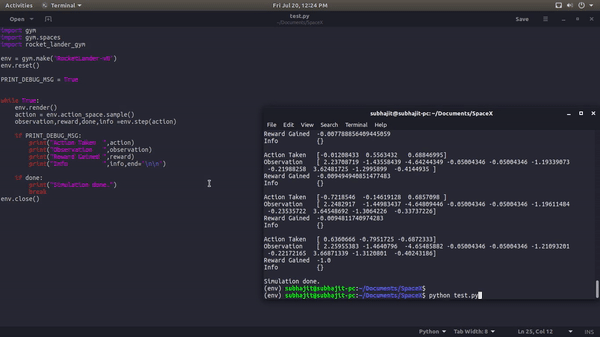 Activities Terminal Fri Jul 20, 12:24 PM
test.py
~/Documents/SpaceX
Open Save
import gym
import gym.spaces
import rocket_lander_gym
env = gym.make('RocketLander-v0')
env.reset()
PRINT_DEBUG_MSG = True
while True:
env.render()
action = env.action_space.sample()
observation,reward,done,info =env.step(action)
if PRINT_DEBUG_MSG:
print("Action Taken ",action)
print("Observation ",observation)
print("Reward Gained ",reward)
print("Info ",info,end='\n\n')
if done:
print("Simulation done.")
break
env.close()
subhajit@subhajit-pc: ~/Documents/SpaceX
File Edit View Search Terminal Help
Reward Gained -0.007788856409445059
Info {}
Action Taken [-0.01208433 0.5563432 0.68846995]
Observation [ 2.23708719 -1.43558439 -4.64244349 -0.05004346 -0.05004346 -1.19339073
-0.21988258 3.62481725 -1.2995899 -0.4144935 ]
Reward Gained -0.009494940851477483
Info {}
Action Taken [-0.7218546 -0.14619128 0.6857098 ]
Observation [ 2.2482917 -1.44983437 -4.64809446 -0.05004346 -0.05004346 -1.19611484
-0.23535722 3.64548692 -1.3064226 -0.33737226]
Reward Gained -0.0094811740974283
Info {}
Action Taken [ 0.6360666 -0.7951725 -0.6872333]
Observation [ 2.25955383 -1.4640796 -4.65485882 -0.05004346 -0.05004346 -1.21093201
-0.22172165 3.66871339 -1.3120801 -0.40243186]
Reward Gained -1.0
Info {}
Simulation done.
(env) subhajit@subhajit-pc:~/Documents/SpaceX$
(env) subhajit@subhajit-pc:~/Documents/SpaceX$ python test.py
Python Tab Width: 8 Ln 25, Col 12 INS